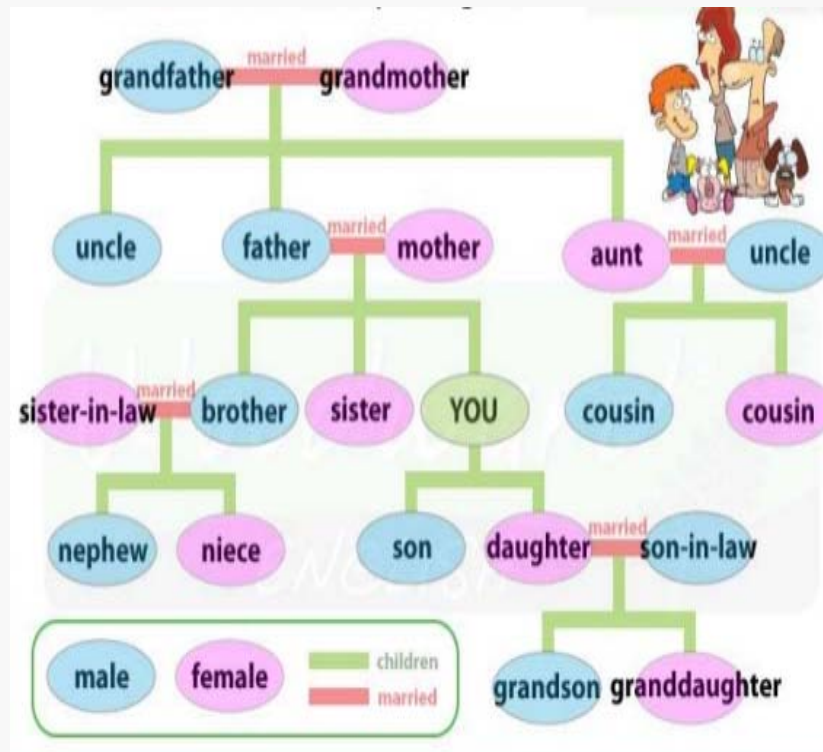 married
grandfather grandmother
married married
uncle father mother aunt uncle
married
sister-in-law brother sister YOU cousin cousin
married
nephew niece son daughter son-in-law
male female children
married
grandson granddaughter